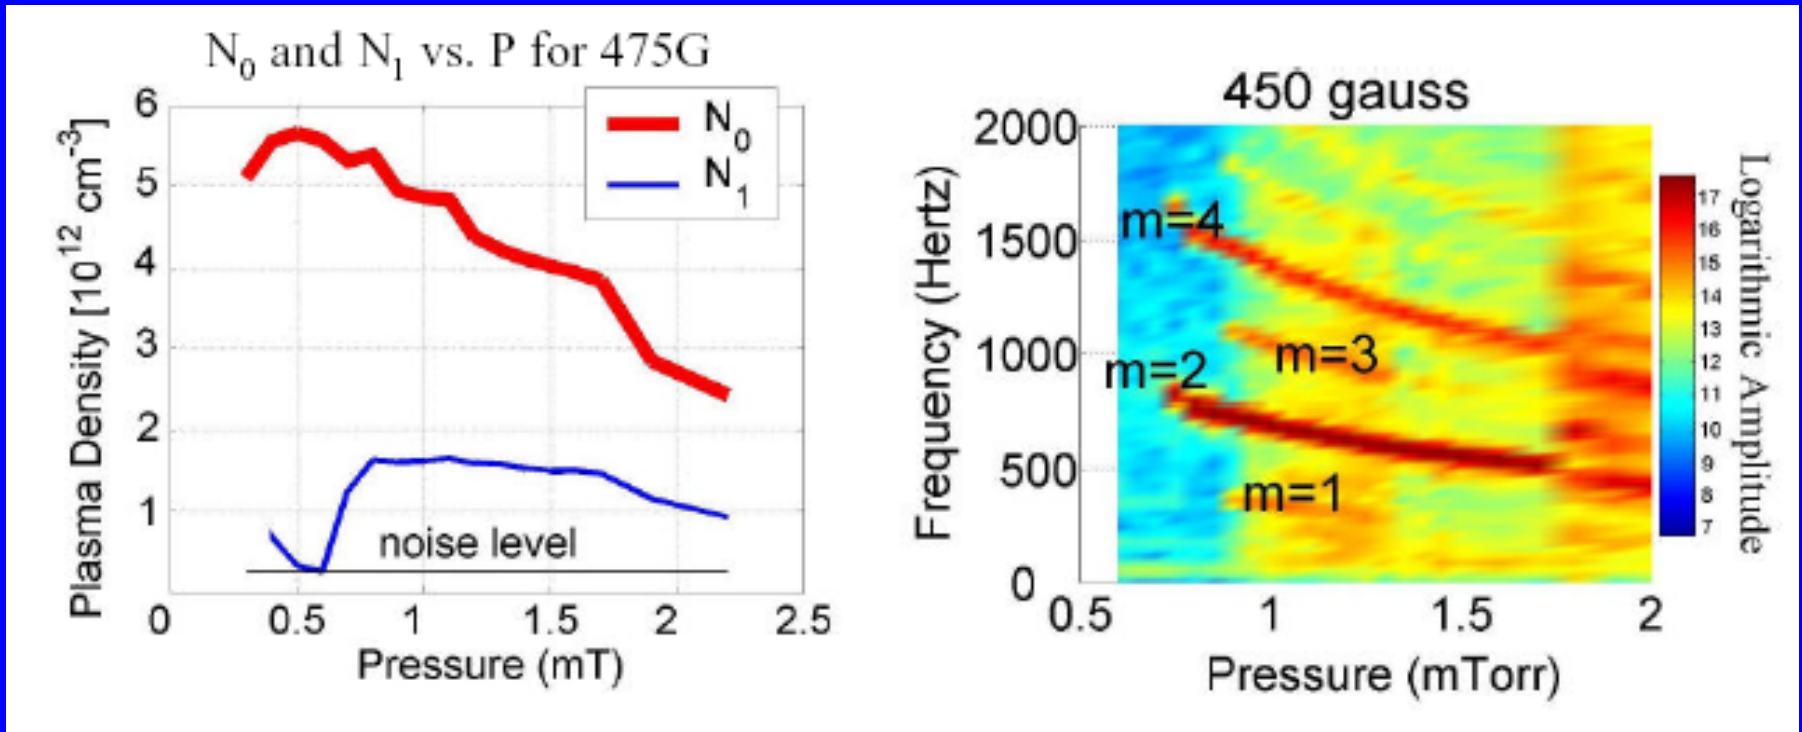 N₀ and N₁ vs. P for 475G
6
5
4
3
2
1
0
0.5
1
1.5
2
2.5
Plasma Density [10¹² cm⁻³]
Pressure (mT)
N₀
N₁
noise level
450 gauss
2000
1500
1000
500
0
0.5
1
1.5
2
Frequency (Hertz)
Pressure (mTorr)
m=4
m=3
m=2
m=1
17
16
15
14
13
12
11
10
9
8
7
Logarithmic Amplitude